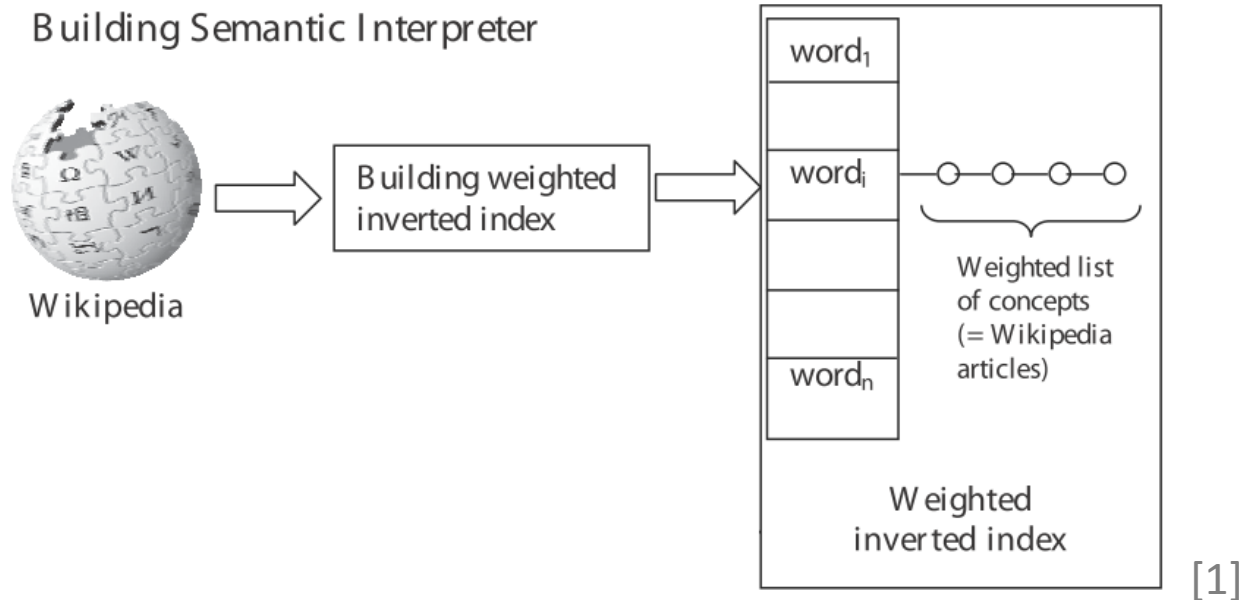 Building Semantic Interpreter
word₁
Building weighted
inverted index
wordᵢ
Wikipedia
Weighted list
of concepts
(= Wikipedia
articles)
wordₙ
Weighted
inverted index
[1]
Ω
W
И